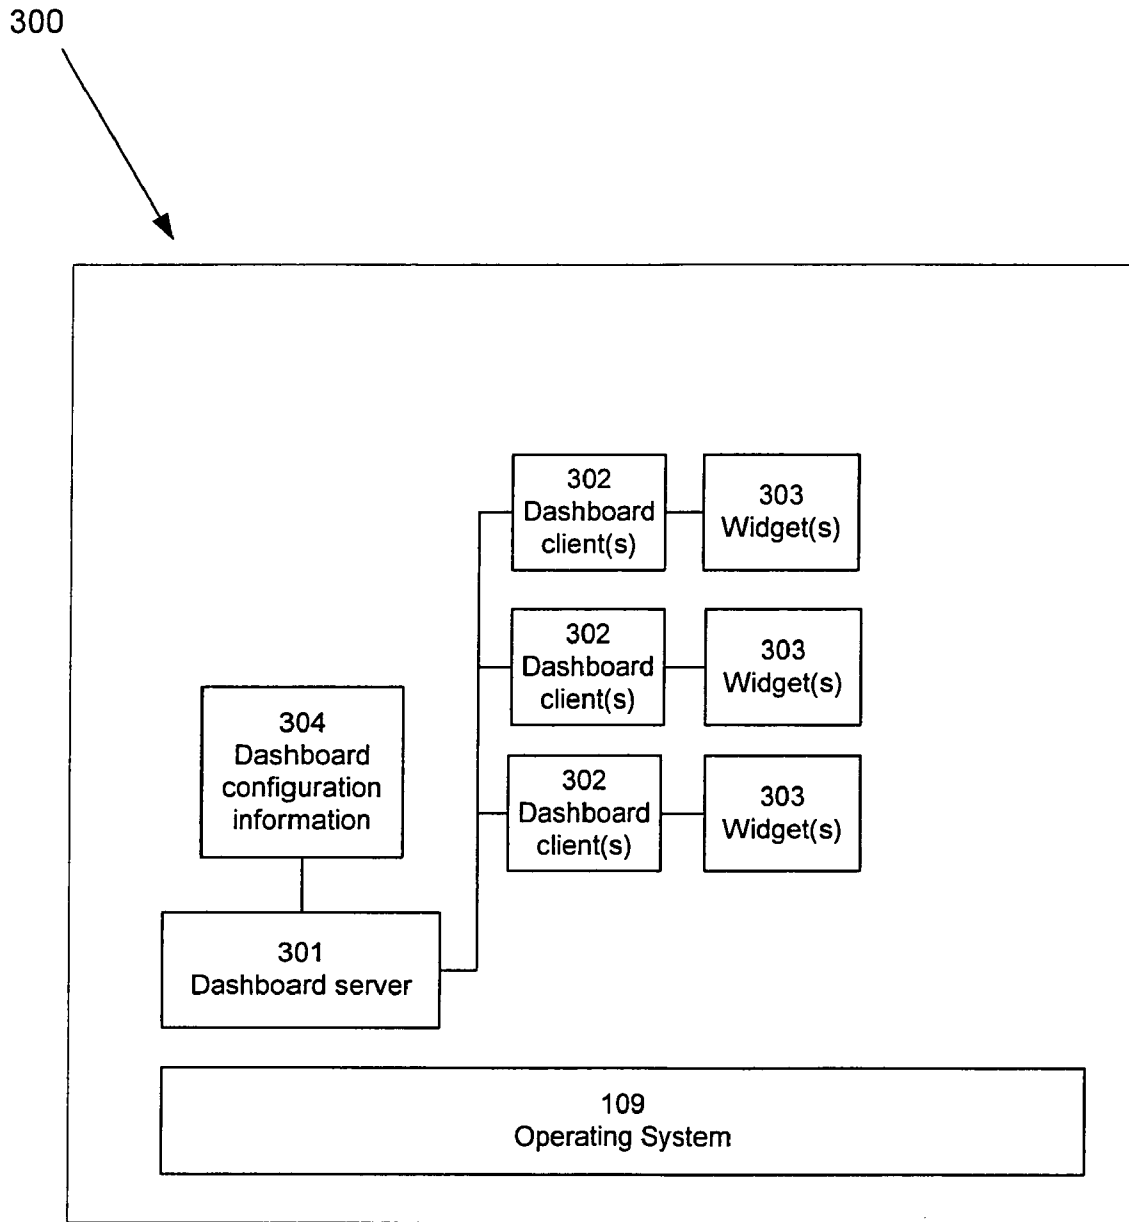 300
302
Dashboard
client(s)
303
Widget(s)
302
Dashboard
client(s)
303
Widget(s)
304
Dashboard
configuration
information
302
Dashboard
client(s)
303
Widget(s)
301
Dashboard server
109
Operating System